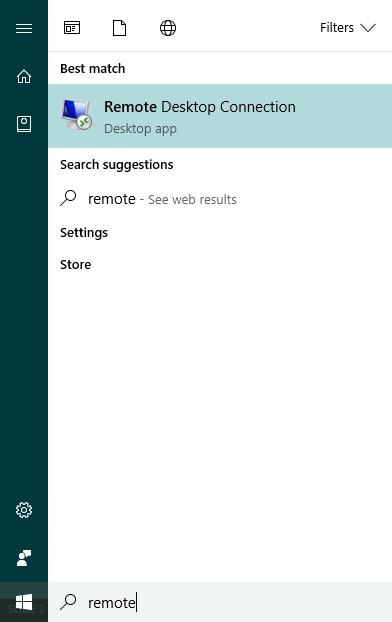 Filters
Best match
Remote Desktop Connection
Desktop app
Search suggestions
remote - See web results
Settings
Store
remote